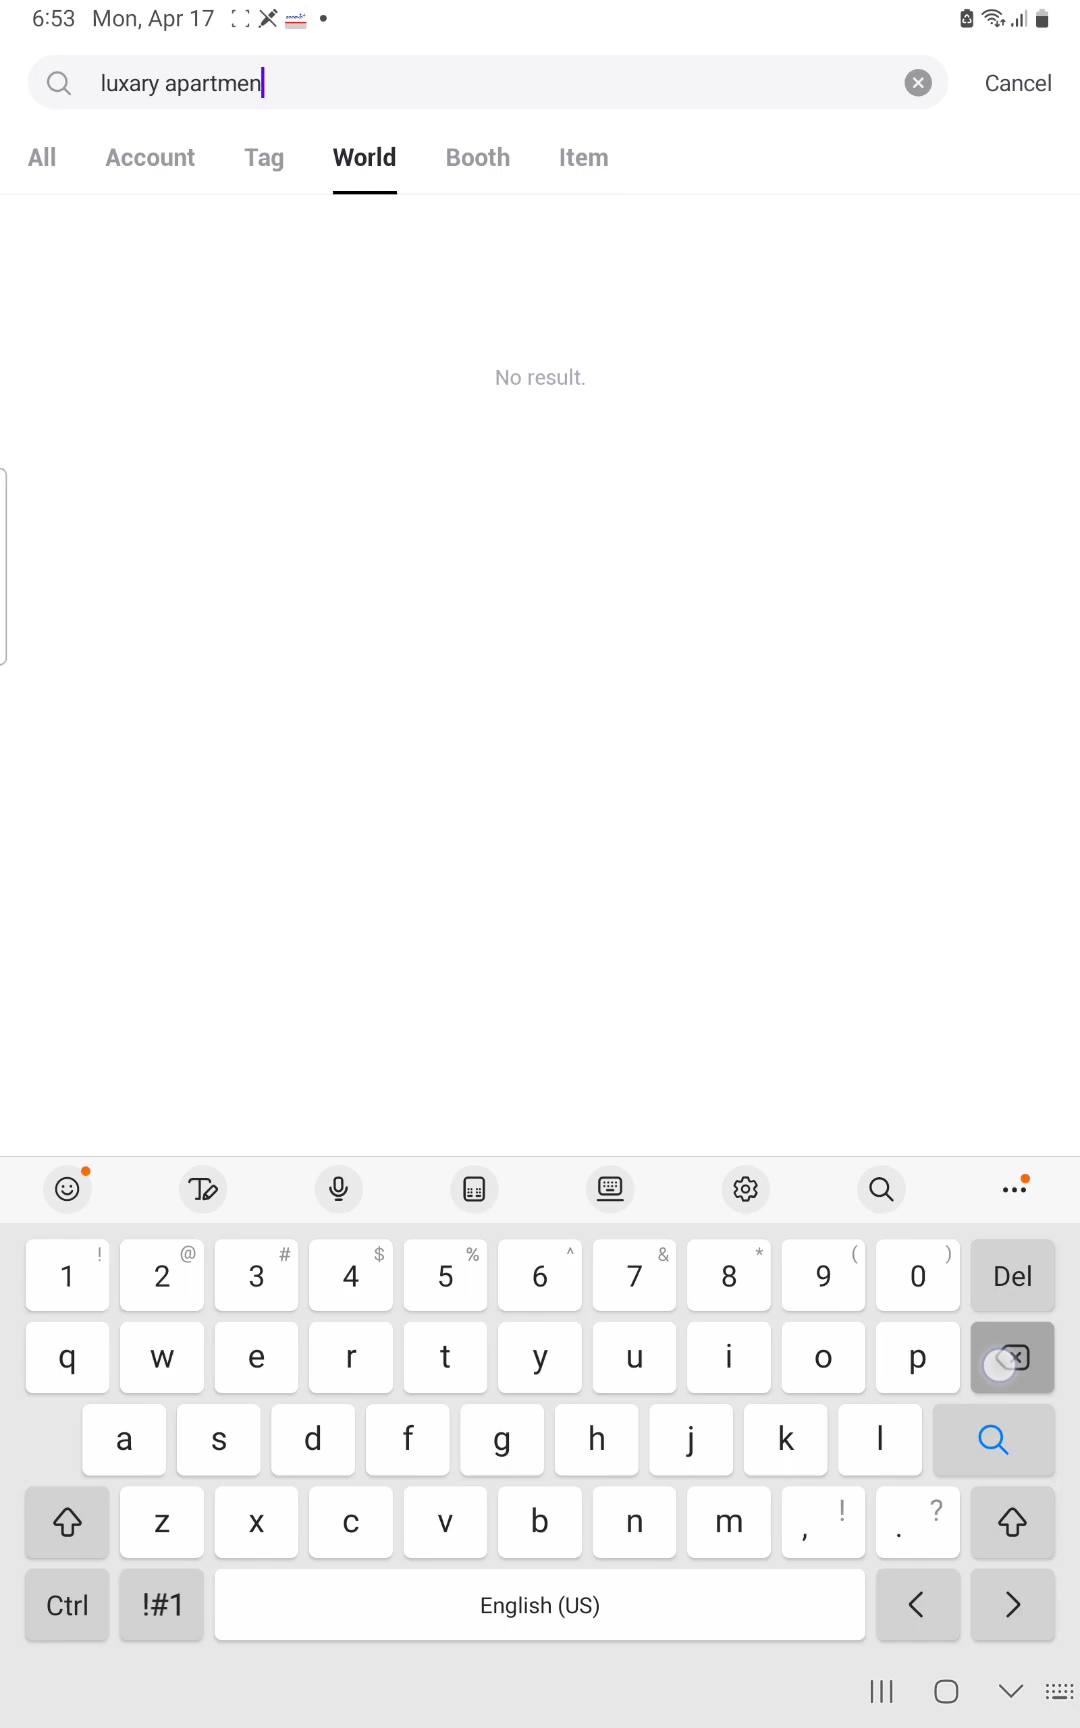 6:53 Mon, Apr 17
luxary apartmen
Cancel
All Account Tag World Booth Item
No result.
! @ # $ % ^ & * ( )
1 2 3 4 5 6 7 8 9 0 Del
q w e r t y u i o p
a s d f g h j k l
z x c v b n m , ! . ?
Ctrl !#1 English (US) < >